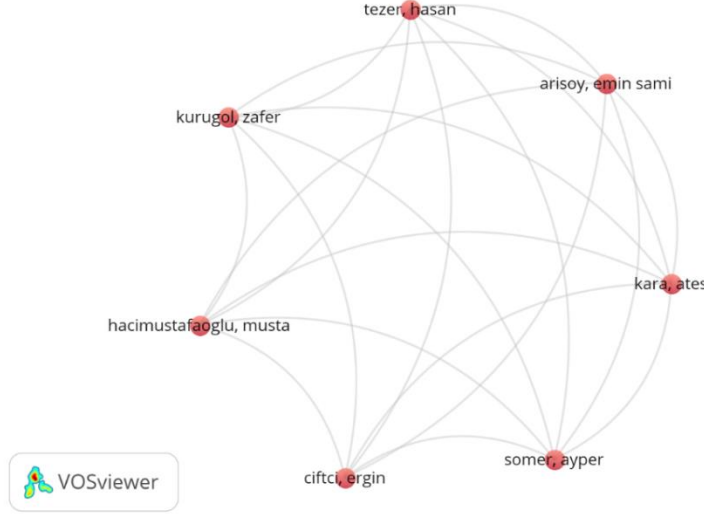 tezer, hasan
arisoy, emin sami
kurugol, zafer
kara, ates
hacimustafaoglu, musta
somer, ayper
ciftci, ergin
VOSviewer